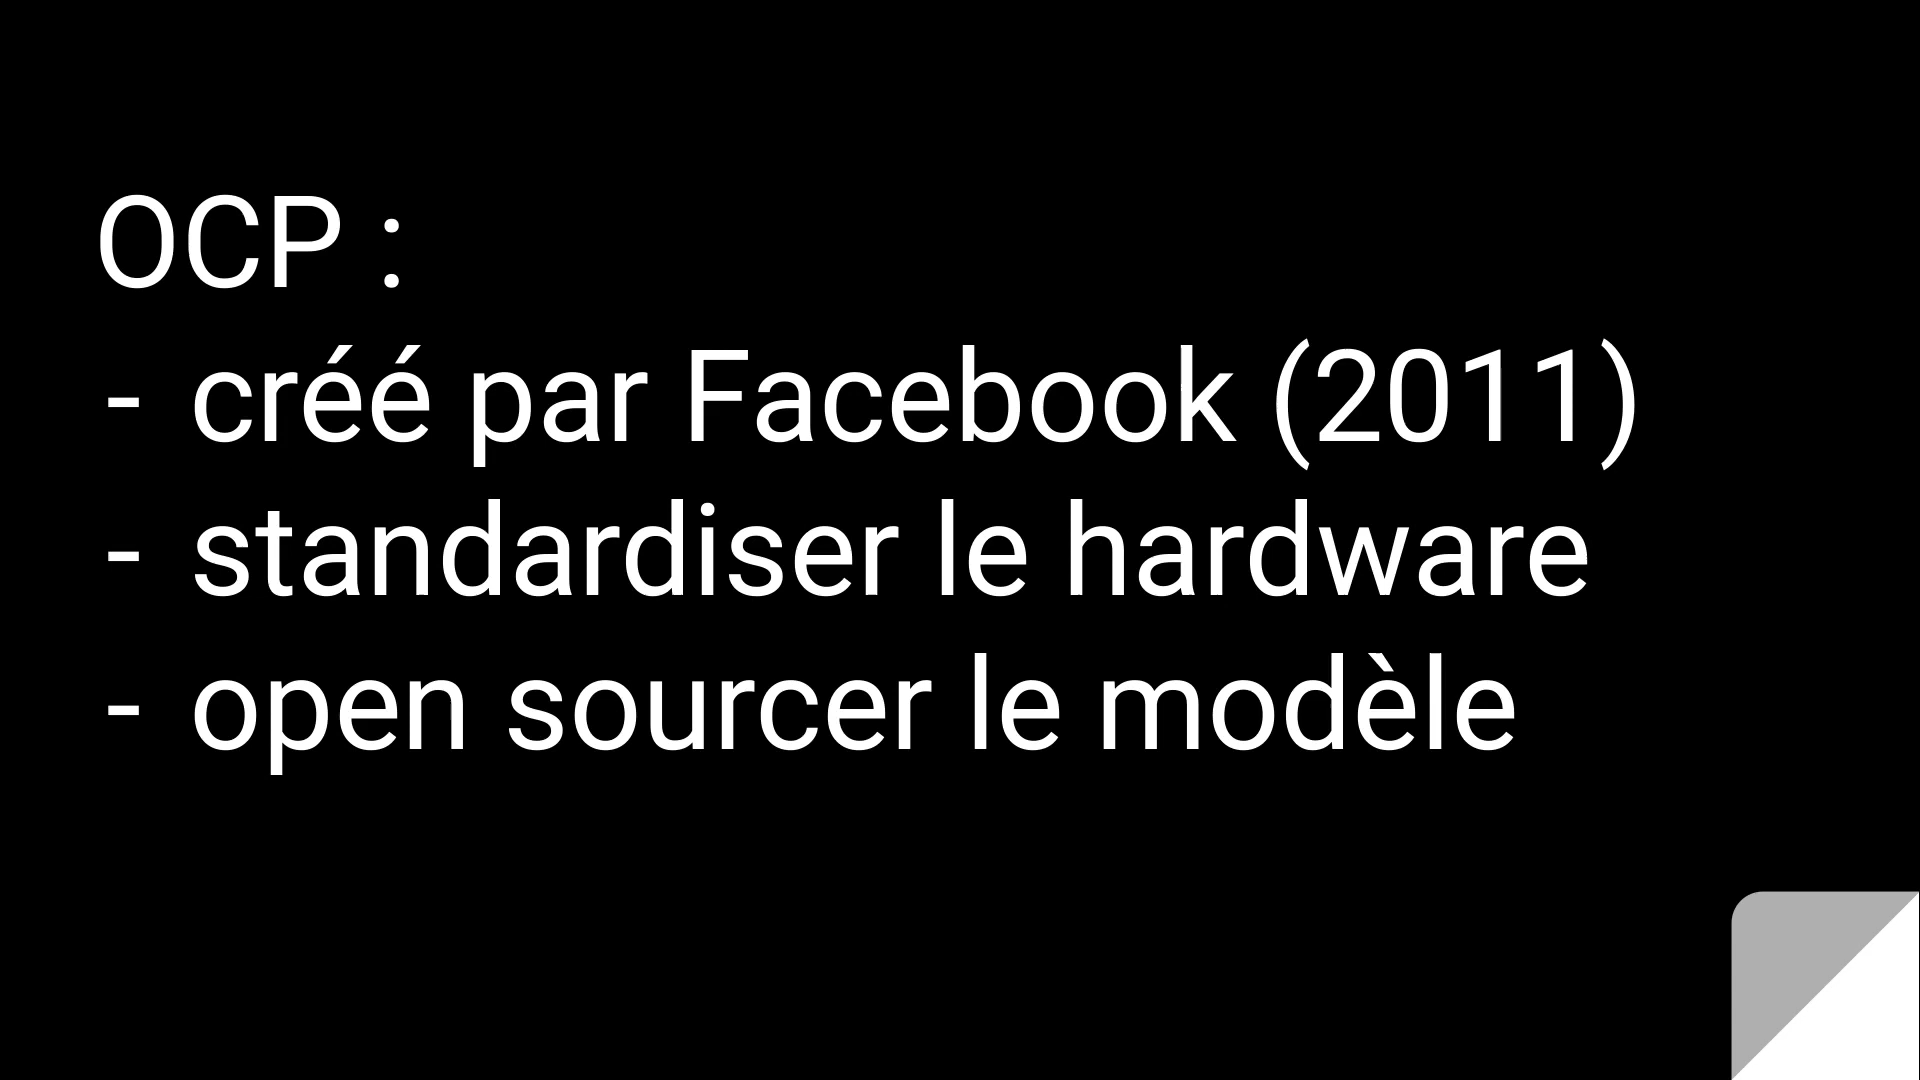 OCP :
- créé par Facebook (2011)
- standardiser le hardware
- open sourcer le modèle